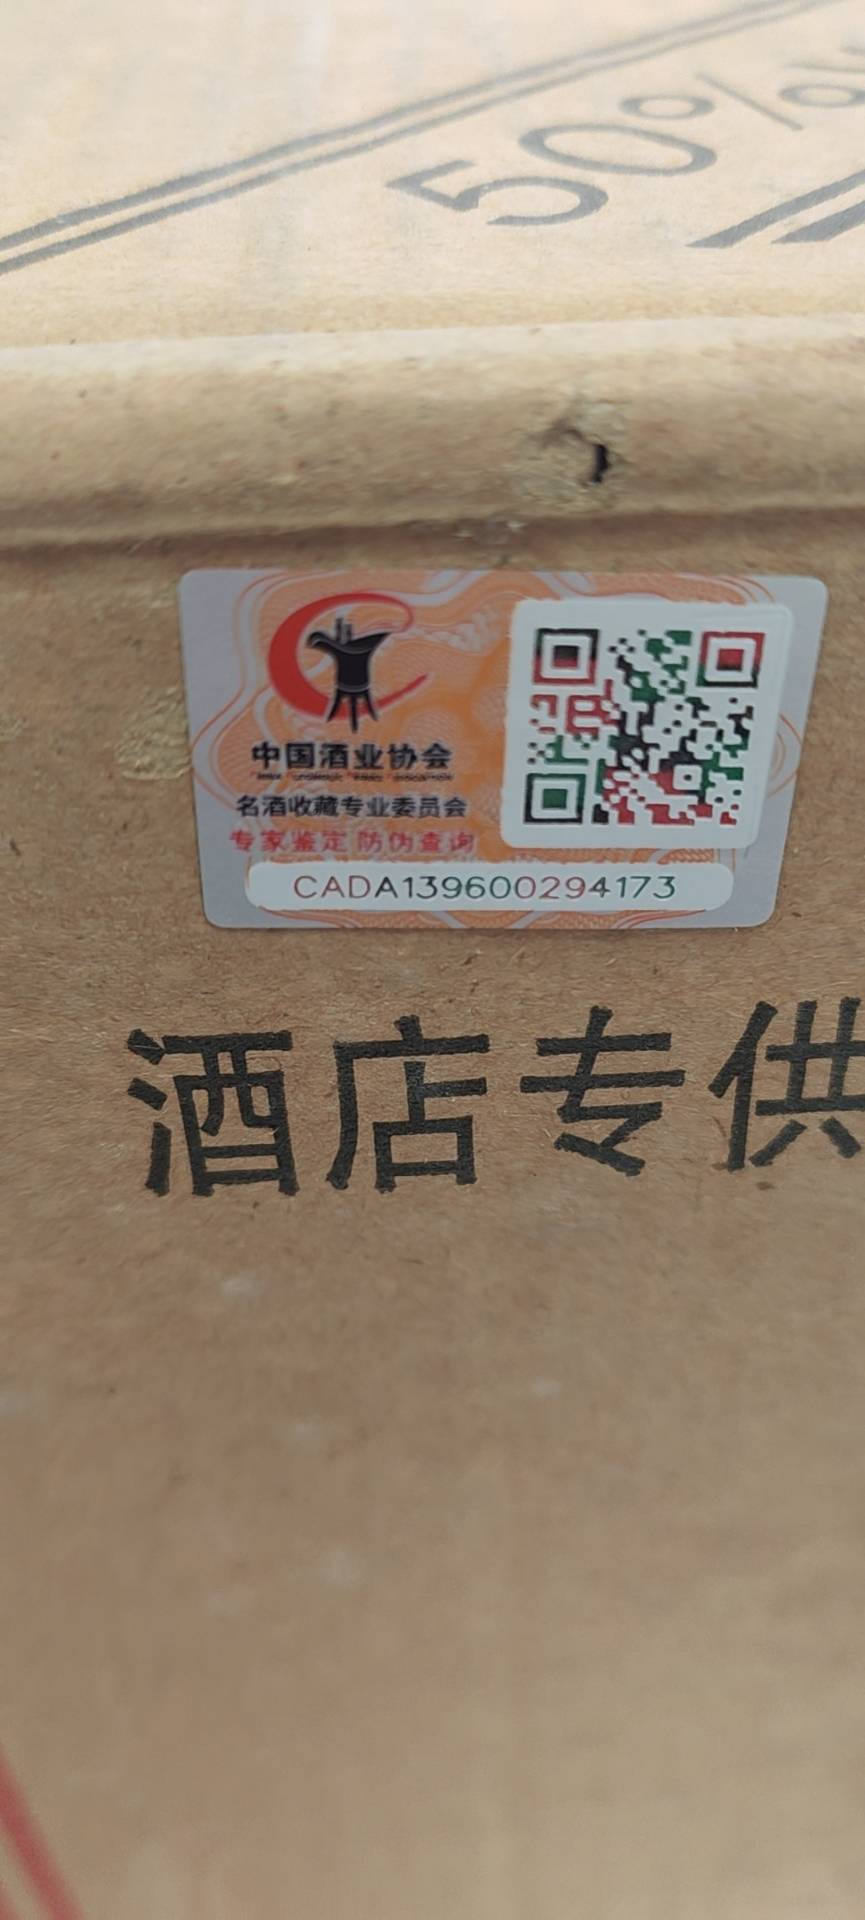 50%
中国酒业协会
名酒收藏专业委员会
专家鉴定 防伪查询
CADA139600294173
酒店专供